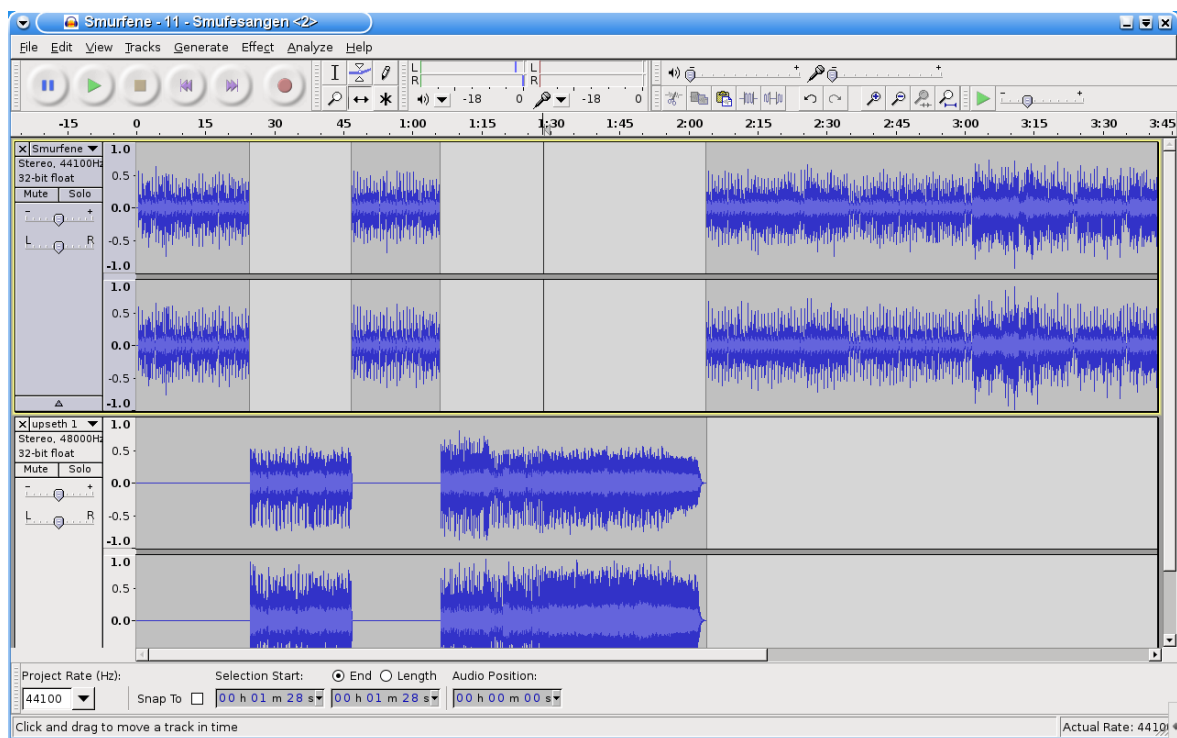 Smurfene - 11 - Smufesangen <2>
File Edit View Tracks Generate Effect Analyze Help
L
R
L
R
-18 0 -18 0
-15 0 15 30 45 1:00 1:15 1:30 1:45 2:00 2:15 2:30 2:45 3:00 3:15 3:30 3:45
Smurfene
Stereo, 44100Hz
32-bit float
Mute Solo
- +
L R
1.0
0.5
0.0
-0.5
-1.0
1.0
0.5
0.0
-0.5
-1.0
upseth 1
Stereo, 48000Hz
32-bit float
Mute Solo
- +
L R
1.0
0.5
0.0
-0.5
-1.0
1.0
0.5
0.0
Project Rate (Hz): Selection Start: End Length Audio Position:
44100 Snap To 00 h 01 m 28 s 00 h 01 m 28 s 00 h 00 m 00 s
Click and drag to move a track in time Actual Rate: 4410